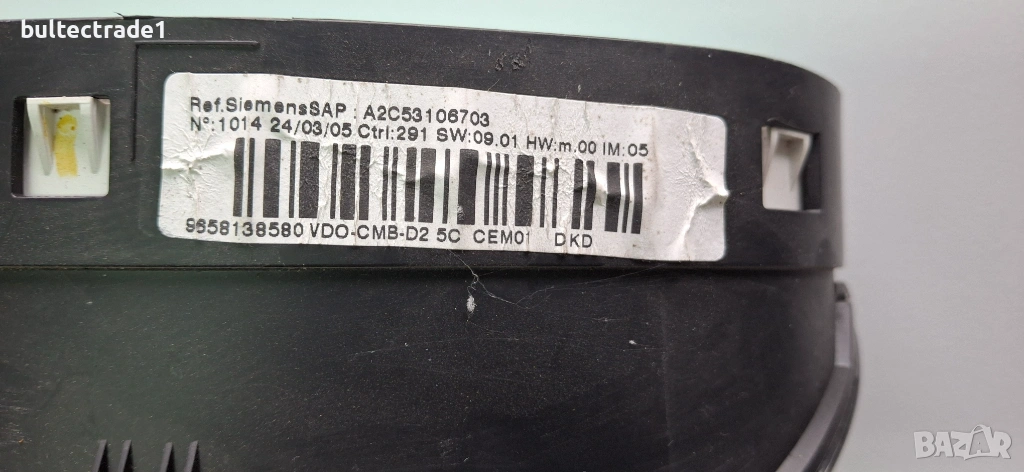 bultectrade1
Ref.SiemensSAP : A2C53106703
N°:1014 24/03/05 Ctrl:291 SW:09.01 HW:m.00 IM:05
9658138580 VDO-CMB-D2 5C CEM01 DKD
BAZAR